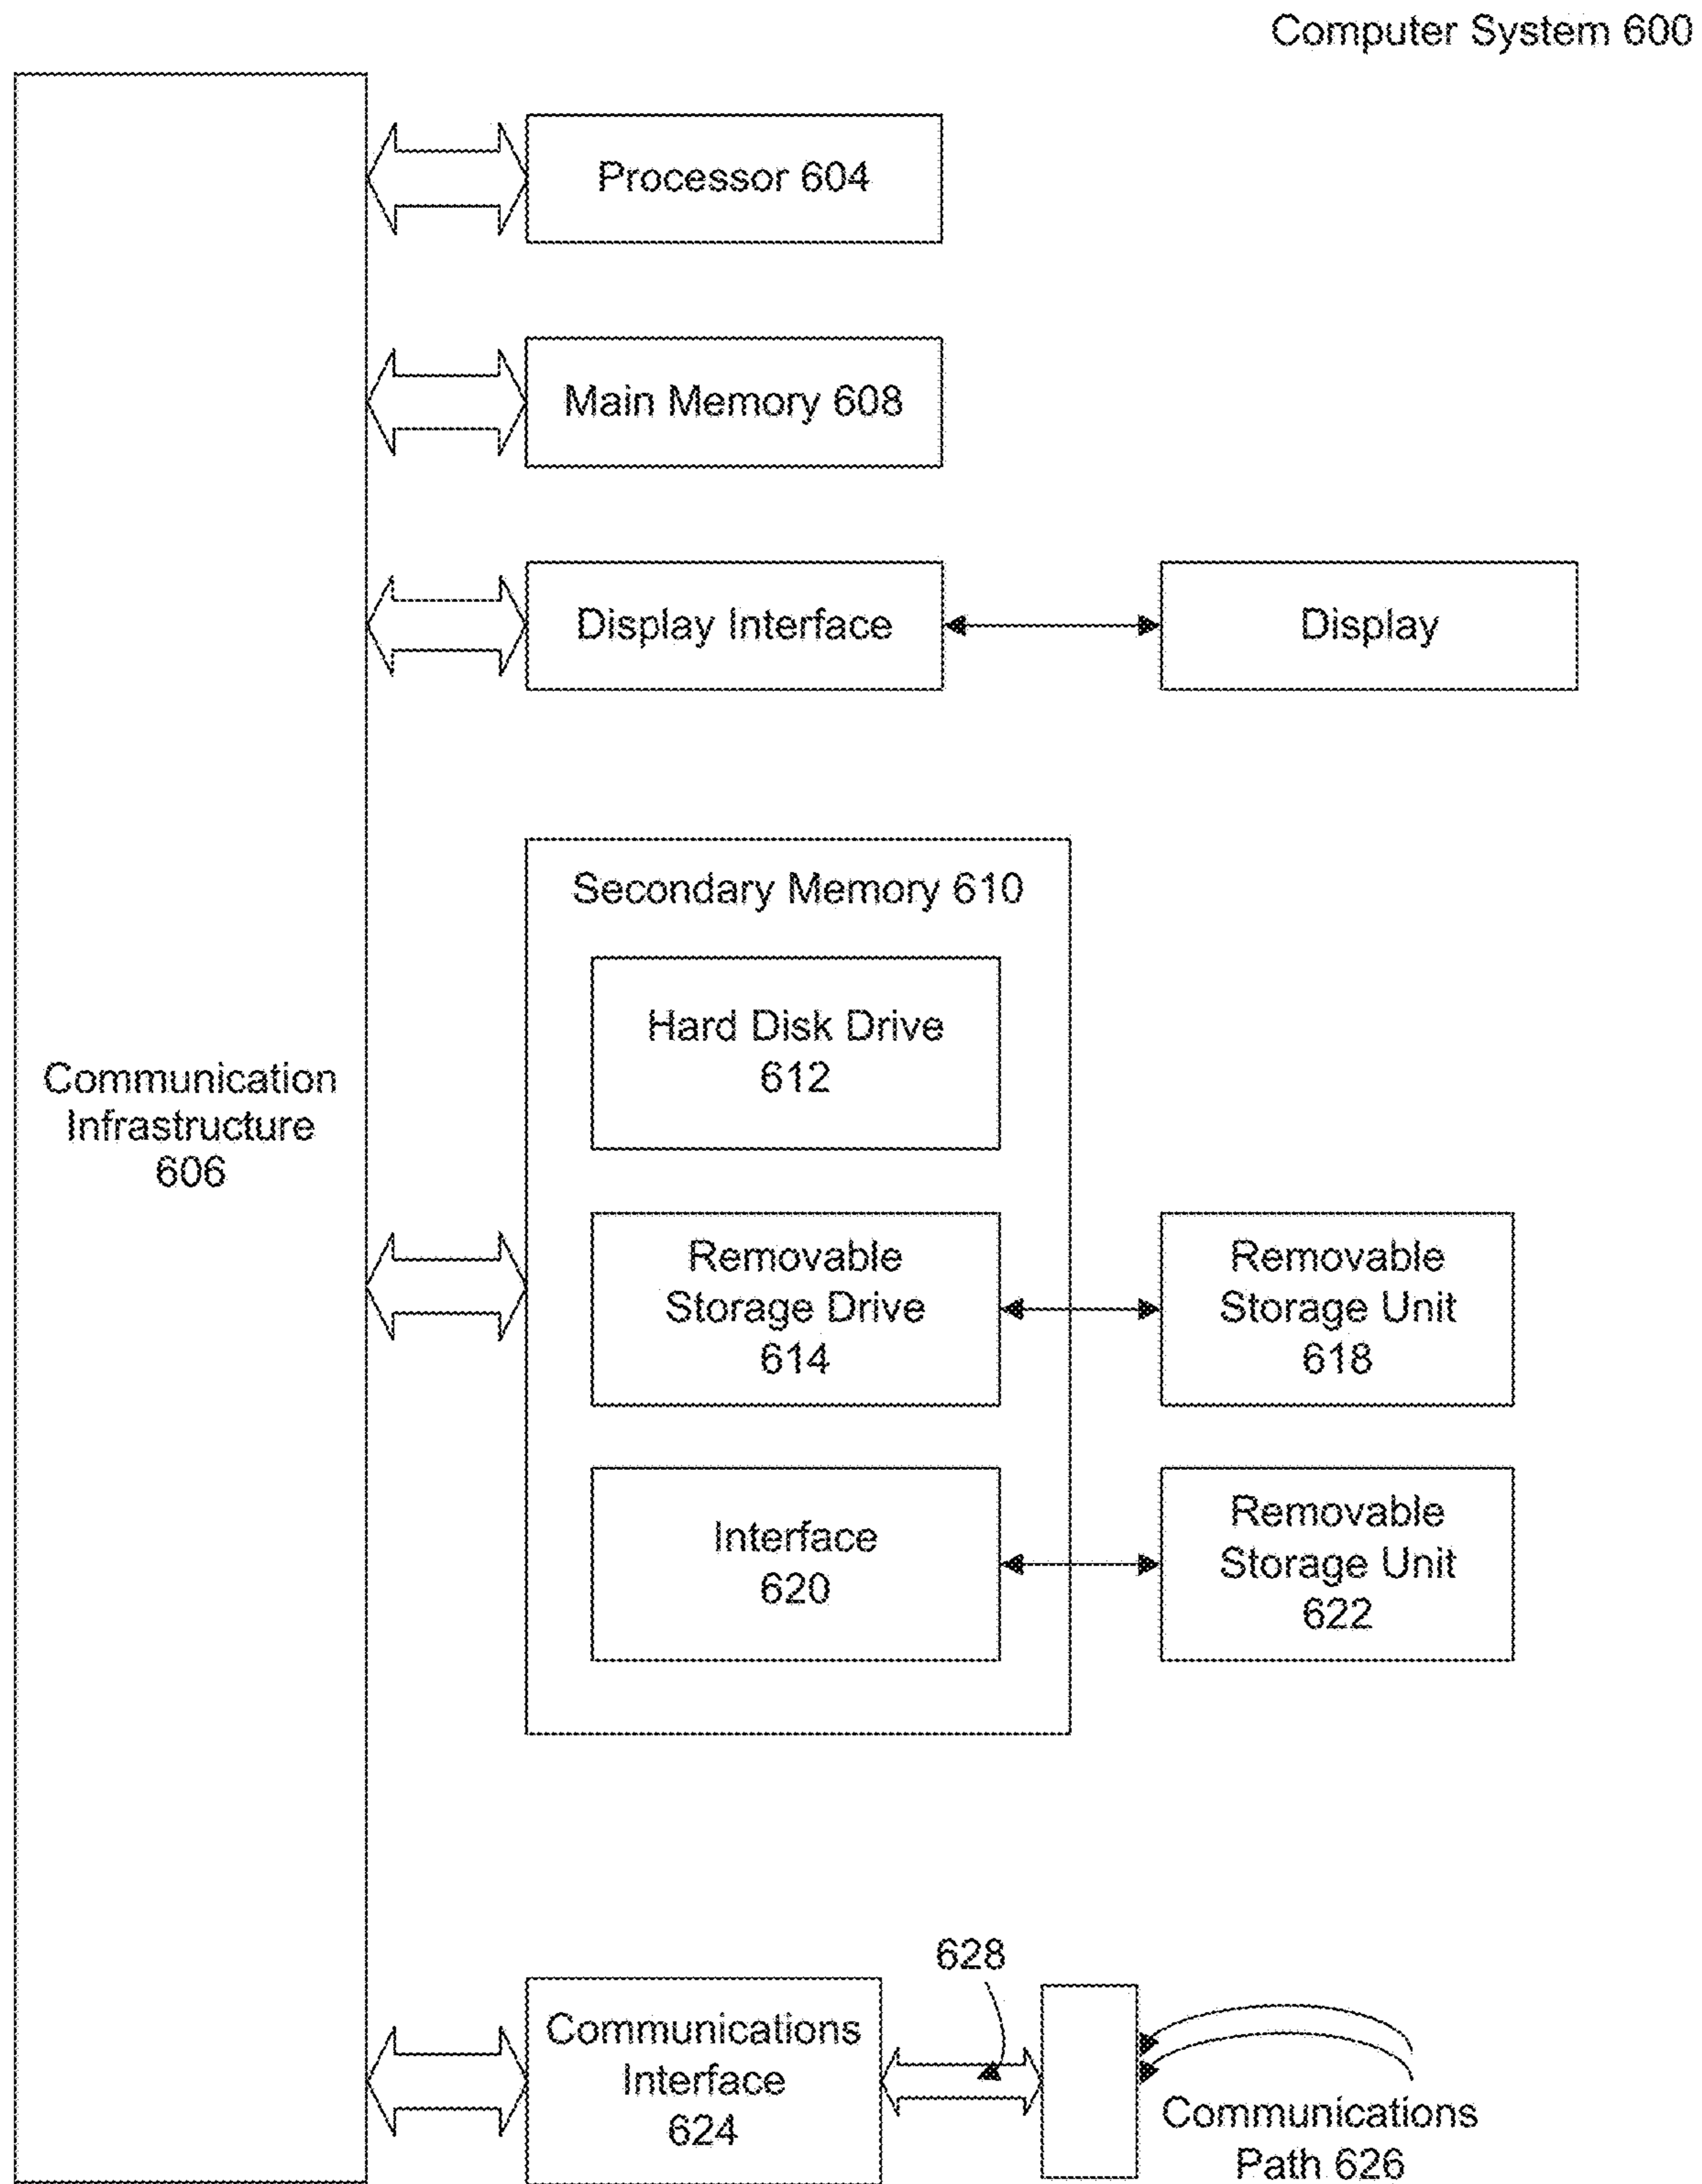 Computer System 600
Processor 604
Main Memory 608
Display Interface
Display
Secondary Memory 610
Hard Disk Drive
612
Communication
Infrastructure
606
Removable
Storage Drive
614
Removable
Storage Unit
618
Interface
620
Removable
Storage Unit
622
628
Communications
Interface
624
Communications
Path 626